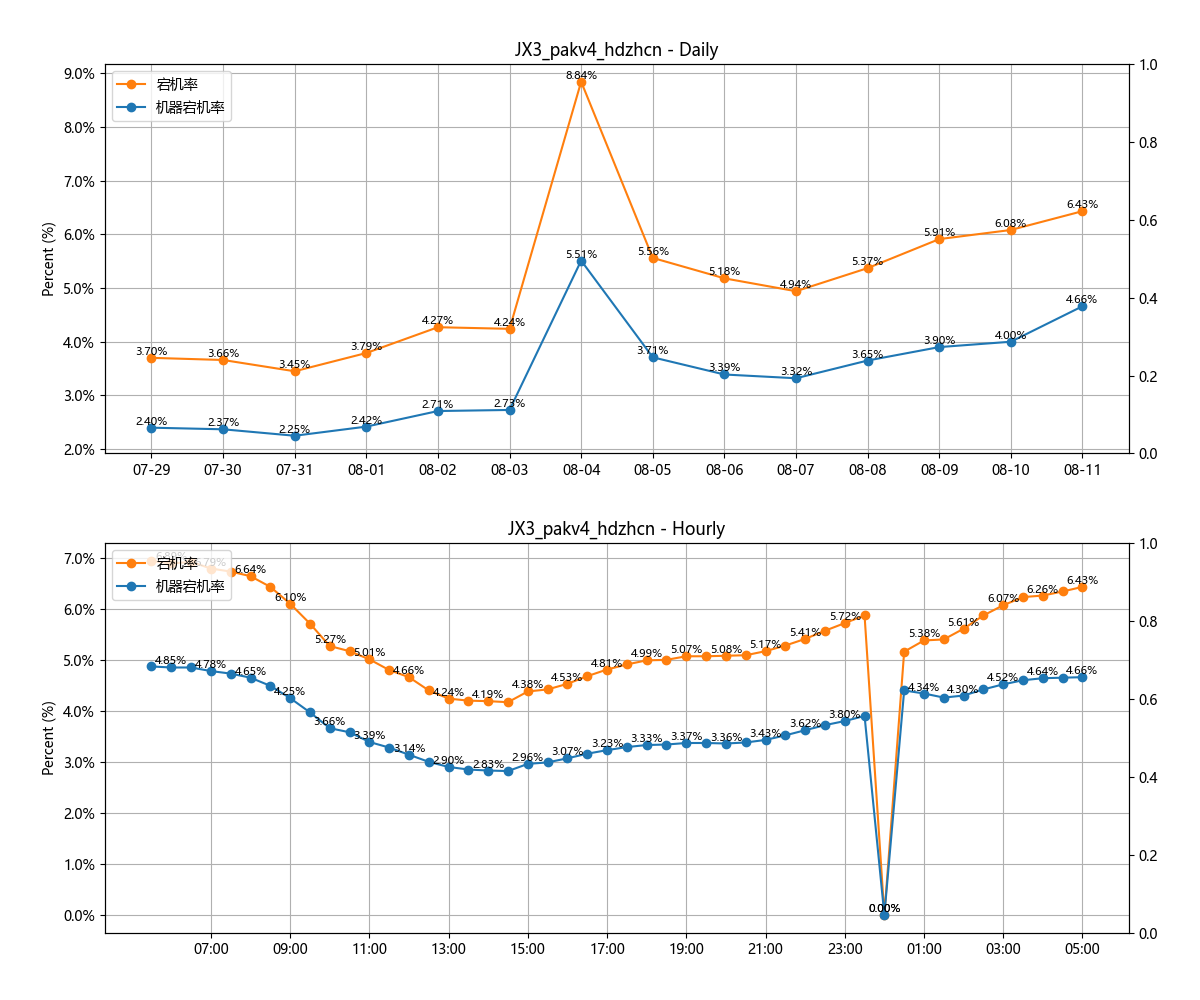 JX3_pakv4_hdzhcn - Daily
宕机率
机器宕机率
Percent (%)
9.0%
8.0%
7.0%
6.0%
5.0%
4.0%
3.0%
2.0%
1.0
0.8
0.6
0.4
0.2
0.0
3.70% 3.66% 3.45% 3.79% 4.27% 4.24% 8.84% 5.56% 5.18% 4.94% 5.37% 5.91% 6.08% 6.43%
2.40% 2.37% 2.25% 2.42% 2.71% 2.73% 5.51% 3.71% 3.39% 3.32% 3.65% 3.90% 4.00% 4.66%
07-29 07-30 07-31 08-01 08-02 08-03 08-04 08-05 08-06 08-07 08-08 08-09 08-10 08-11
JX3_pakv4_hdzhcn - Hourly
宕机率
机器宕机率
Percent (%)
7.0%
6.0%
5.0%
4.0%
3.0%
2.0%
1.0%
0.0%
1.0
0.8
0.6
0.4
0.2
0.0
6.79% 6.64% 6.10% 5.27% 5.01% 4.66% 4.24% 4.19% 4.38% 4.53% 4.81% 4.99% 5.07% 5.08% 5.17% 5.41% 5.72% 0.00% 5.38% 5.61% 6.07% 6.26% 6.43%
4.85% 4.78% 4.65% 4.25% 3.66% 3.39% 3.14% 2.90% 2.83% 2.96% 3.07% 3.23% 3.33% 3.37% 3.36% 3.43% 3.62% 3.80% 0.00% 4.34% 4.30% 4.52% 4.64% 4.66%
07:00 09:00 11:00 13:00 15:00 17:00 19:00 21:00 23:00 01:00 03:00 05:00